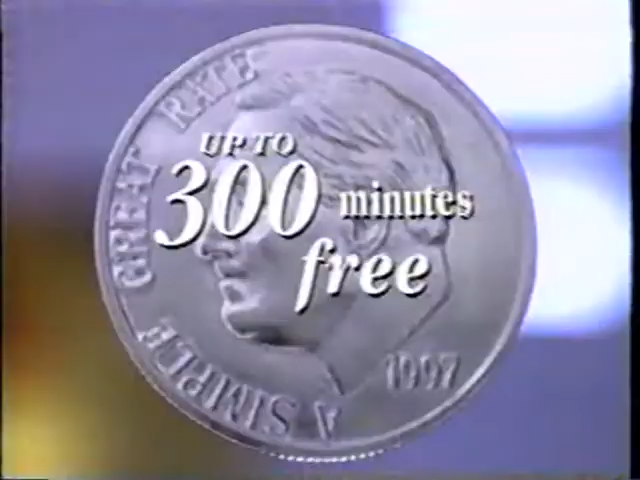 A SIMPLE GREAT RATE
UP TO
300 minutes
free
1997